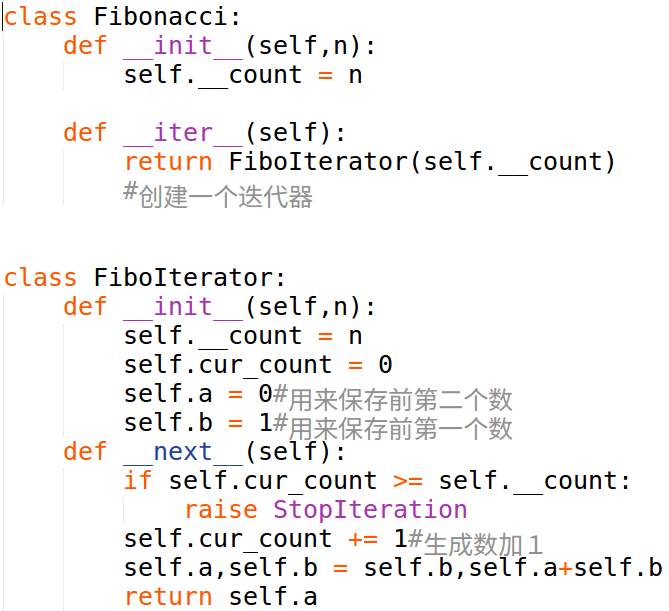 class Fibonacci:
    def __init__(self,n):
        self.__count = n

    def __iter__(self):
        return FiboIterator(self.__count)
        #创建一个迭代器


class FiboIterator:
    def __init__(self,n):
        self.__count = n
        self.cur_count = 0
        self.a = 0#用来保存前第二个数
        self.b = 1#用来保存前第一个数
    def __next__(self):
        if self.cur_count >= self.__count:
            raise StopIteration
        self.cur_count += 1#生成数加１
        self.a,self.b = self.b,self.a+self.b
        return self.a